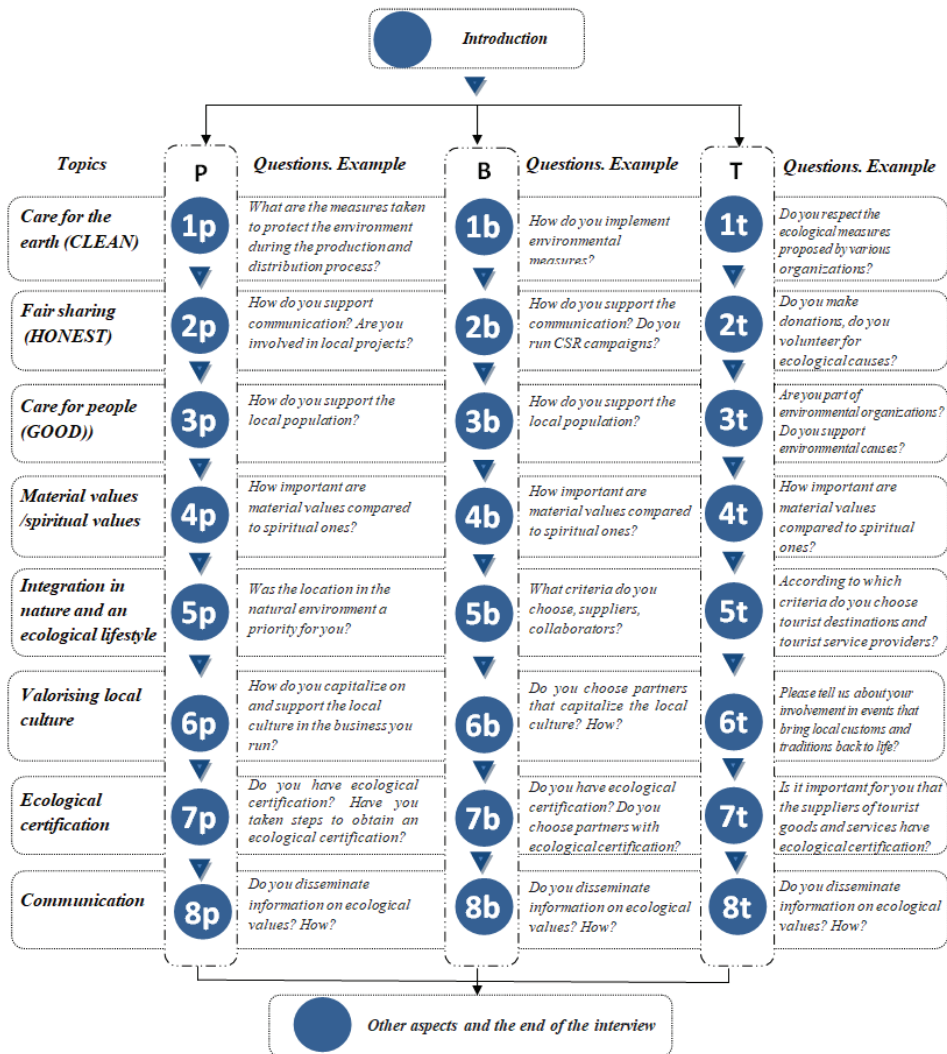 Introduction
Topics
P
Questions. Example
B
Questions. Example
T
Questions. Example
Care for the
earth (CLEAN)
1p
What are the measures taken
to protect the environment
during the production and
distribution process?
1b
How do you implement
environmental
measures?
1t
Do you respect the
ecological measures
proposed by various
organizations?
Fair sharing
(HONEST)
2p
How do you support
communication? Are you
involved in local projects?
2b
How do you support the
communication? Do you
run CSR campaigns?
2t
Do you make
donations, do you
volunteer for
ecological causes?
Care for people
(GOOD))
3p
How do you support the
local population?
3b
How do you support the
local population?
3t
Are you part of
environmental organizations?
Do you support
environmental causes?
Material values
/spiritual values
4p
How important are
material values compared
to spiritual ones?
4b
How important are
material values compared
to spiritual ones?
4t
How important are
material values
compared to spiritual
ones?
Integration in
nature and an
ecological lifestyle
5p
Was the location in the
natural environment a
priority for you?
5b
What criteria do you
choose, suppliers,
collaborators?
5t
According to which
criteria do you choose
tourist destinations and
tourist service providers?
Valorising local
culture
6p
How do you capitalize on
and support the local
culture in the business you
run?
6b
Do you choose partners
that capitalize the local
culture? How?
6t
Please tell us about your
involvement in events that
bring local customs and
traditions back to life?
Ecological
certification
7p
Do you have ecological
certification? Have you
taken steps to obtain an
ecological certification?
7b
Do you have ecological
certification? Do you
choose partners with
ecological certification?
7t
Is it important for you that
the suppliers of tourist
goods and services have
ecological certification?
Communication
8p
Do you disseminate
information on ecological
values? How?
8b
Do you disseminate
information on ecological
values? How?
8t
Do you disseminate
information on ecological
values? How?
Other aspects and the end of the interview